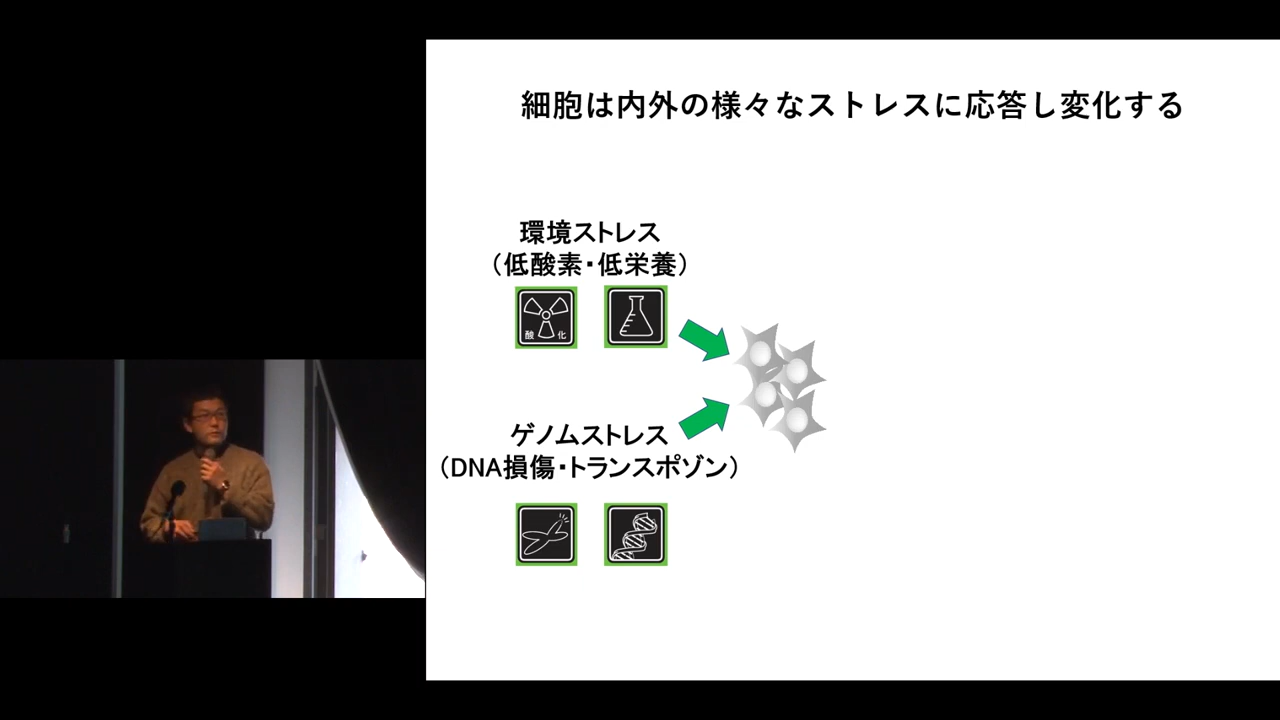 細胞は内外の様々なストレスに応答し変化する
環境ストレス
（低酸素・低栄養）
酸 化
ゲノムストレス
（DNA損傷・トランスポゾン）